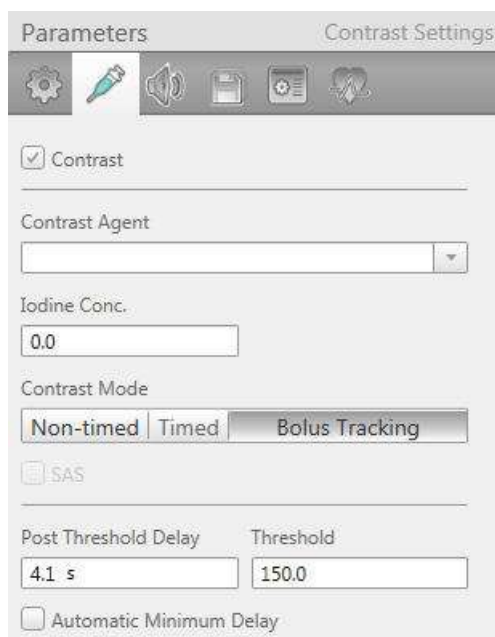 Parameters Contrast Settings
Contrast
Contrast Agent
Iodine Conc.
0.0
Contrast Mode
Non-timed Timed Bolus Tracking
SAS
Post Threshold Delay Threshold
4.1 s 150.0
Automatic Minimum Delay